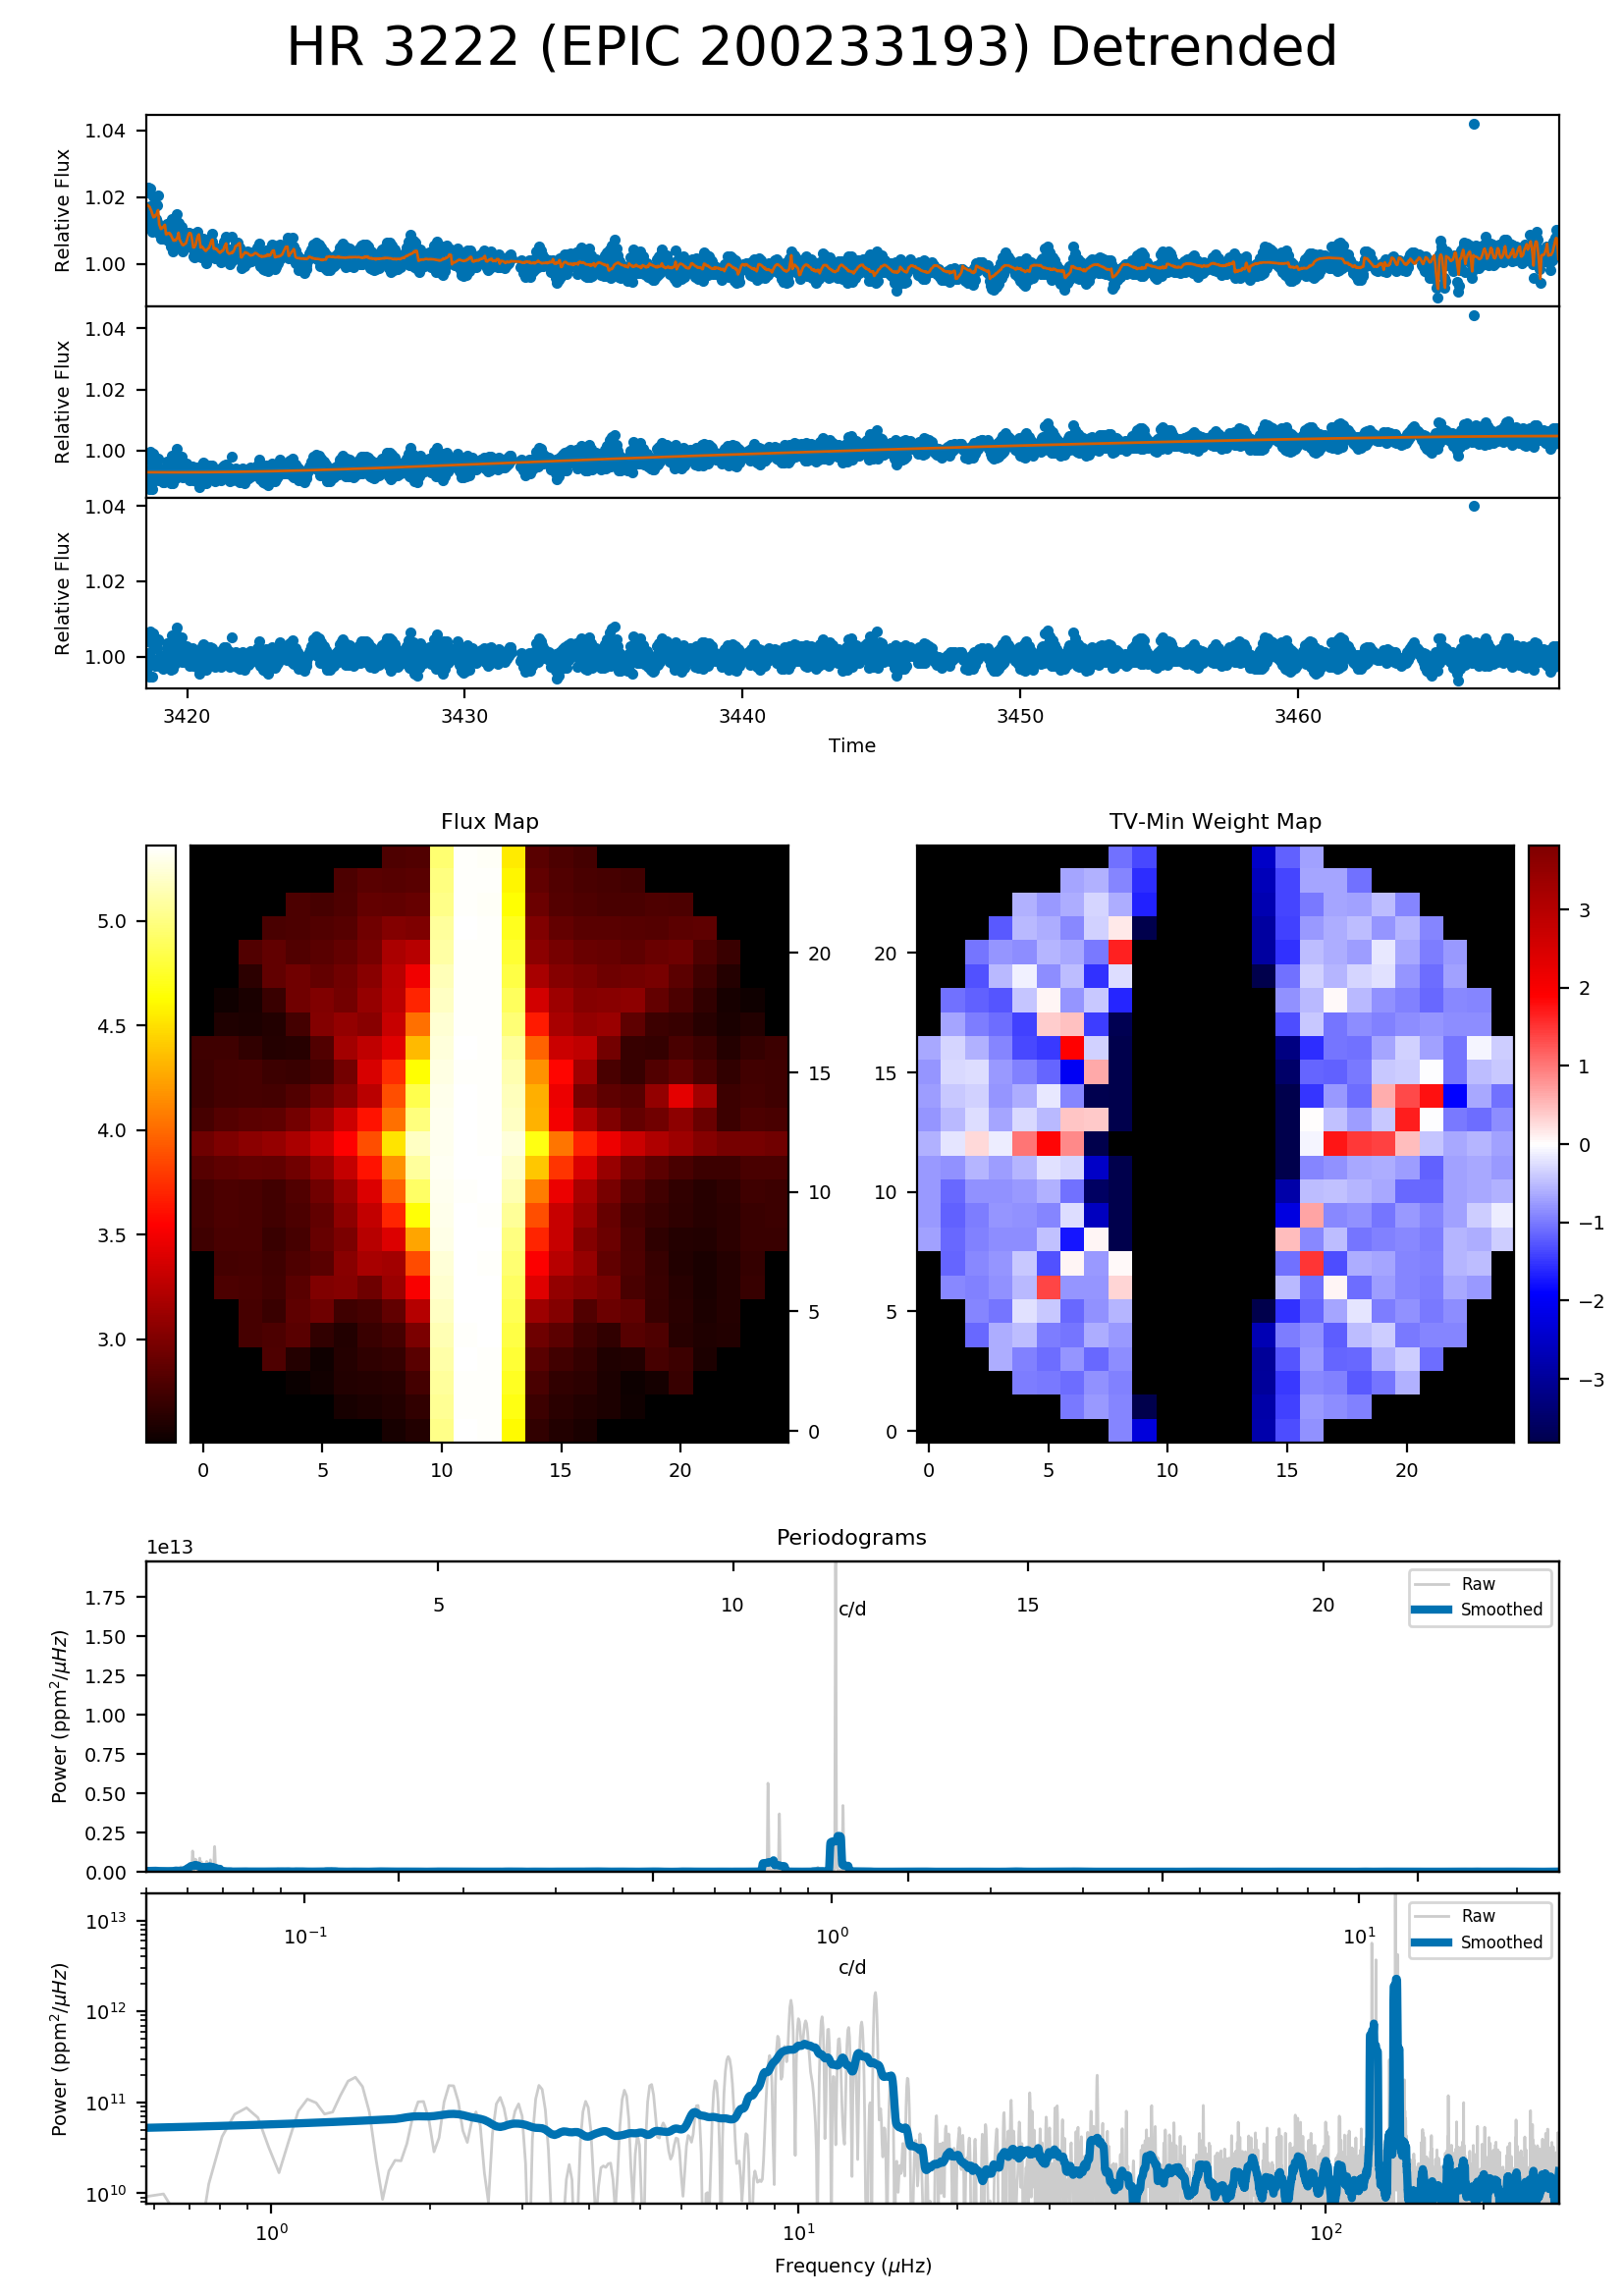 HR 3222 (EPIC 200233193) Detrended
1.04
1.02
1.00
Relative Flux
1.04
1.02
1.00
Relative Flux
1.04
1.02
1.00
Relative Flux
3420 3430 3440 3450 3460
Time
Flux Map
TV-Min Weight Map
5.0
4.5
4.0
3.5
3.0
20
15
10
5
0
0 5 10 15 20
20
15
10
5
0
0 5 10 15 20
3
2
1
0
−1
−2
−3
Periodograms
1e13
1.75
1.50
1.25
1.00
0.75
0.50
0.25
0.00
Power (ppm²/μHz)
5 10 15 20
c/d
Raw
Smoothed
10¹³
10¹²
10¹¹
10¹⁰
Power (ppm²/μHz)
10⁻¹ 10⁰ 10¹
c/d
Raw
Smoothed
10⁰ 10¹ 10²
Frequency (μHz)